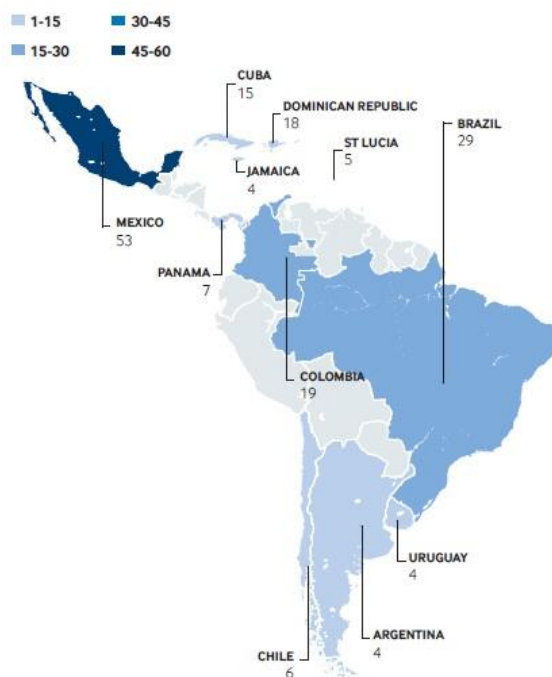 1-15
30-45
15-30
45-60
CUBA
15
DOMINICAN REPUBLIC
18
BRAZIL
29
ST LUCIA
5
JAMAICA
4
MEXICO
53
PANAMA
7
COLOMBIA
19
URUGUAY
4
ARGENTINA
4
CHILE
6